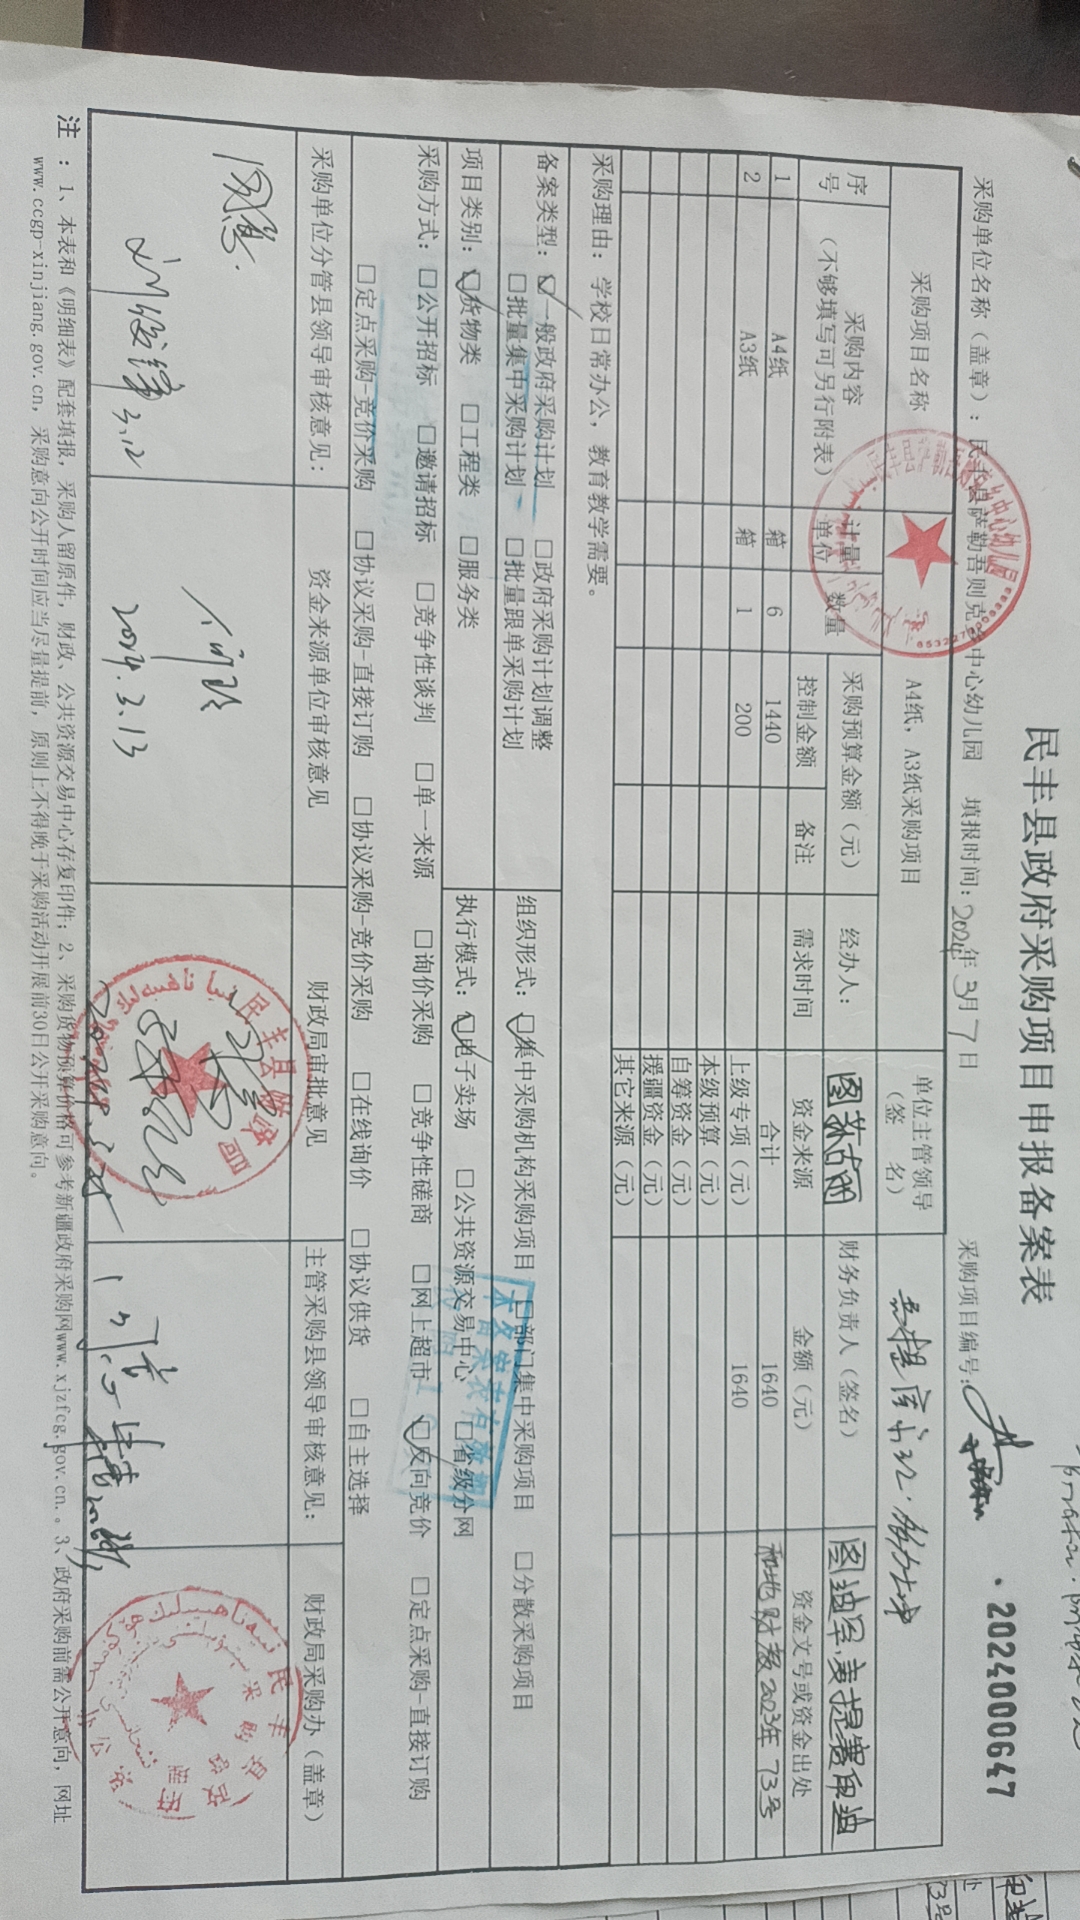 民丰县政府采购项目申报备案表
·2024000647
采购单位名称（盖章）：民丰县萨勒吾则克乡中心幼儿园 填报时间：2024年3月7日 采购项目编号：
采购项目名称 A4纸，A3纸采购项目 单位主管领导（签 名）
序号 采购内容（不够填写可另行附表） 计量单位 数量 采购预算金额（元） 经办人： 图荪古丽 财务负责人（签名） 图迪罕·麦提赛甲迪
控制金额 备注 需求时间 资金来源 金额（元） 资金文号或资金出处
1 A4纸 箱 6 1440 合计 1640 和地财教2023年73号
2 A3纸 箱 1 200 上级专项（元） 1640
本级预算（元）
自筹资金（元）
援疆资金（元）
其它来源（元）
采购理由：学校日常办公，教育教学需要。
备案类型：☑一般政府采购计划 □政府采购计划调整
□批量集中采购计划 □批量跟单采购计划
组织形式：☑集中采购机构采购项目 □部门集中采购项目 □分散采购项目
项目类别：☑货物类 □工程类 □服务类
执行模式：☑电子卖场 □公共资源交易中心 □省级分网
采购方式：□公开招标 □邀请招标 □竞争性谈判 □单一来源 □询价采购 □竞争性磋商 □网上超市 ☑反向竞价 □定点采购-直接订购
□定点采购-竞价采购 □协议采购-直接订购 □协议采购-竞价采购 □在线询价 □协议供货 □自主选择
采购单位分管县领导审核意见： 资金来源单位审核意见 财政局审批意见 主管采购县领导审核意见： 财政局采购办（盖章）
同意.
3.12
2024.3.13
注：1、本表和《明细表》配套填报，采购人留原件，财政、公共资源交易中心存复印件；2、采购货物预算价格可参考新疆政府采购网www.xjzfcg.gov.cn.。3、政府采购前需公开意向，网址
www.ccgp-xinjiang.gov.cn，采购意向公开时间应当尽量提前，原则上不得晚于采购活动开展前30日公开采购意向。